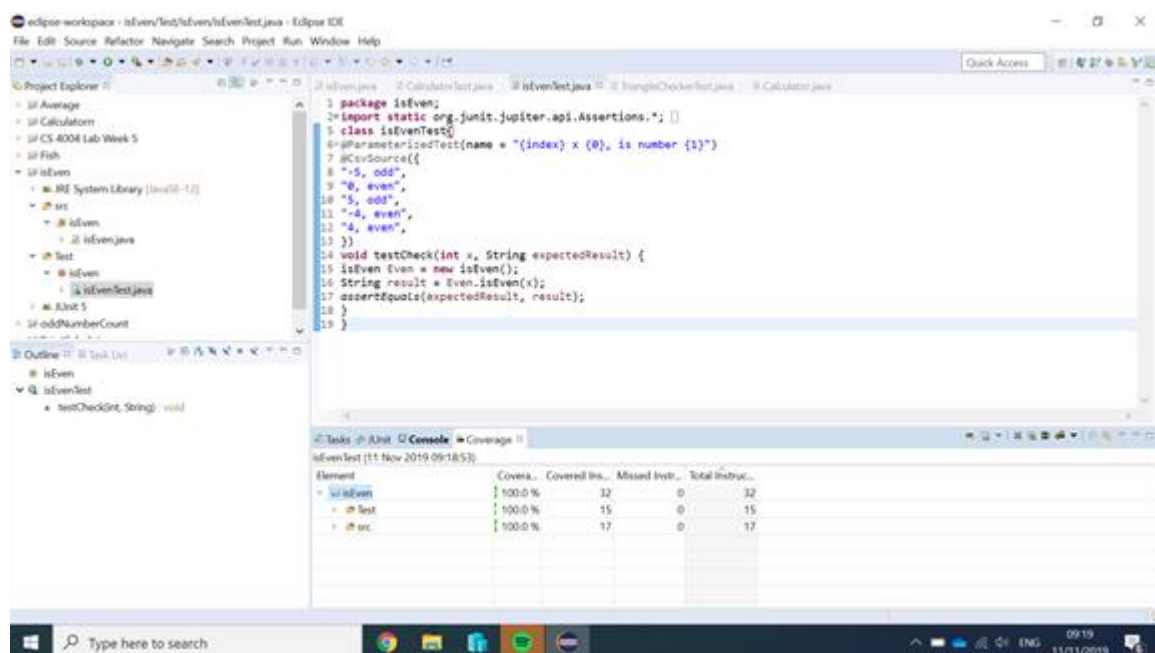 eclipse-workspace - isEven/Test/isEven/isEvenTest.java - Eclipse IDE
File Edit Source Refactor Navigate Search Project Run Window Help
Quick Access
Project Explorer
isEven.java CalculatorTest.java isEvenTest.java TriangleCheckerTest.java Calculator.java
Average
Calculatorn
CS 4004 Lab Week 5
Fish
isEven
JRE System Library [JavaSE-12]
src
isEven
isEven.java
Test
isEven
isEvenTest.java
JUnit 5
oddNumberCount
1 package isEven;
2 import static org.junit.jupiter.api.Assertions.*;
5 class isEvenTest{
6 @ParameterizedTest(name = "{index} x {0}, is number {1}")
7 @CsvSource({
8 "-5, odd",
9 "0, even",
10 "5, odd",
11 "-4, even",
12 "4, even",
13 })
14 void testCheck(int x, String expectedResult) {
15 isEven Even = new isEven();
16 String result = Even.isEven(x);
17 assertEquals(expectedResult, result);
18 }
19 }
Outline Task List
isEven
isEvenTest
testCheck(int, String) : void
Tasks JUnit Console Coverage
isEvenTest (11 Nov 2019 09:18:53)
Element Covera... Covered Ins... Missed Instr... Total Instruc...
isEven 100.0 % 32 0 32
Test 100.0 % 15 0 15
src 100.0 % 17 0 17
Type here to search
ENG
09:19
11/11/2019